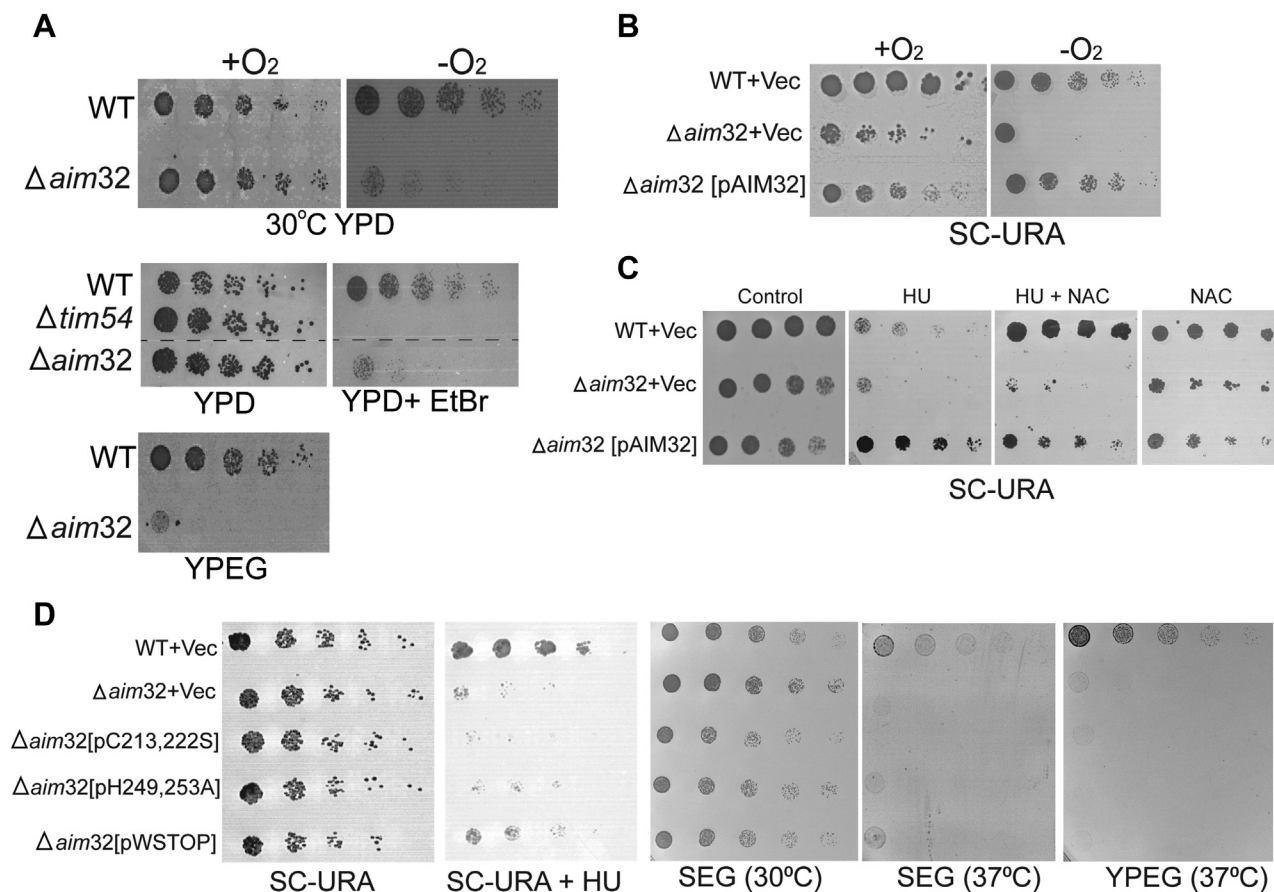 A
+O2 -O2
WT
Δaim32
30°C YPD
WT
Δtim54
Δaim32
YPD YPD+ EtBr
WT
Δaim32
YPEG
B
+O2 -O2
WT+Vec
Δaim32+Vec
Δaim32 [pAIM32]
SC-URA
C
Control HU HU + NAC NAC
WT+Vec
Δaim32+Vec
Δaim32 [pAIM32]
SC-URA
D
WT+Vec
Δaim32+Vec
Δaim32[pC213,222S]
Δaim32[pH249,253A]
Δaim32[pWSTOP]
SC-URA SC-URA + HU SEG (30ºC) SEG (37ºC) YPEG (37ºC)